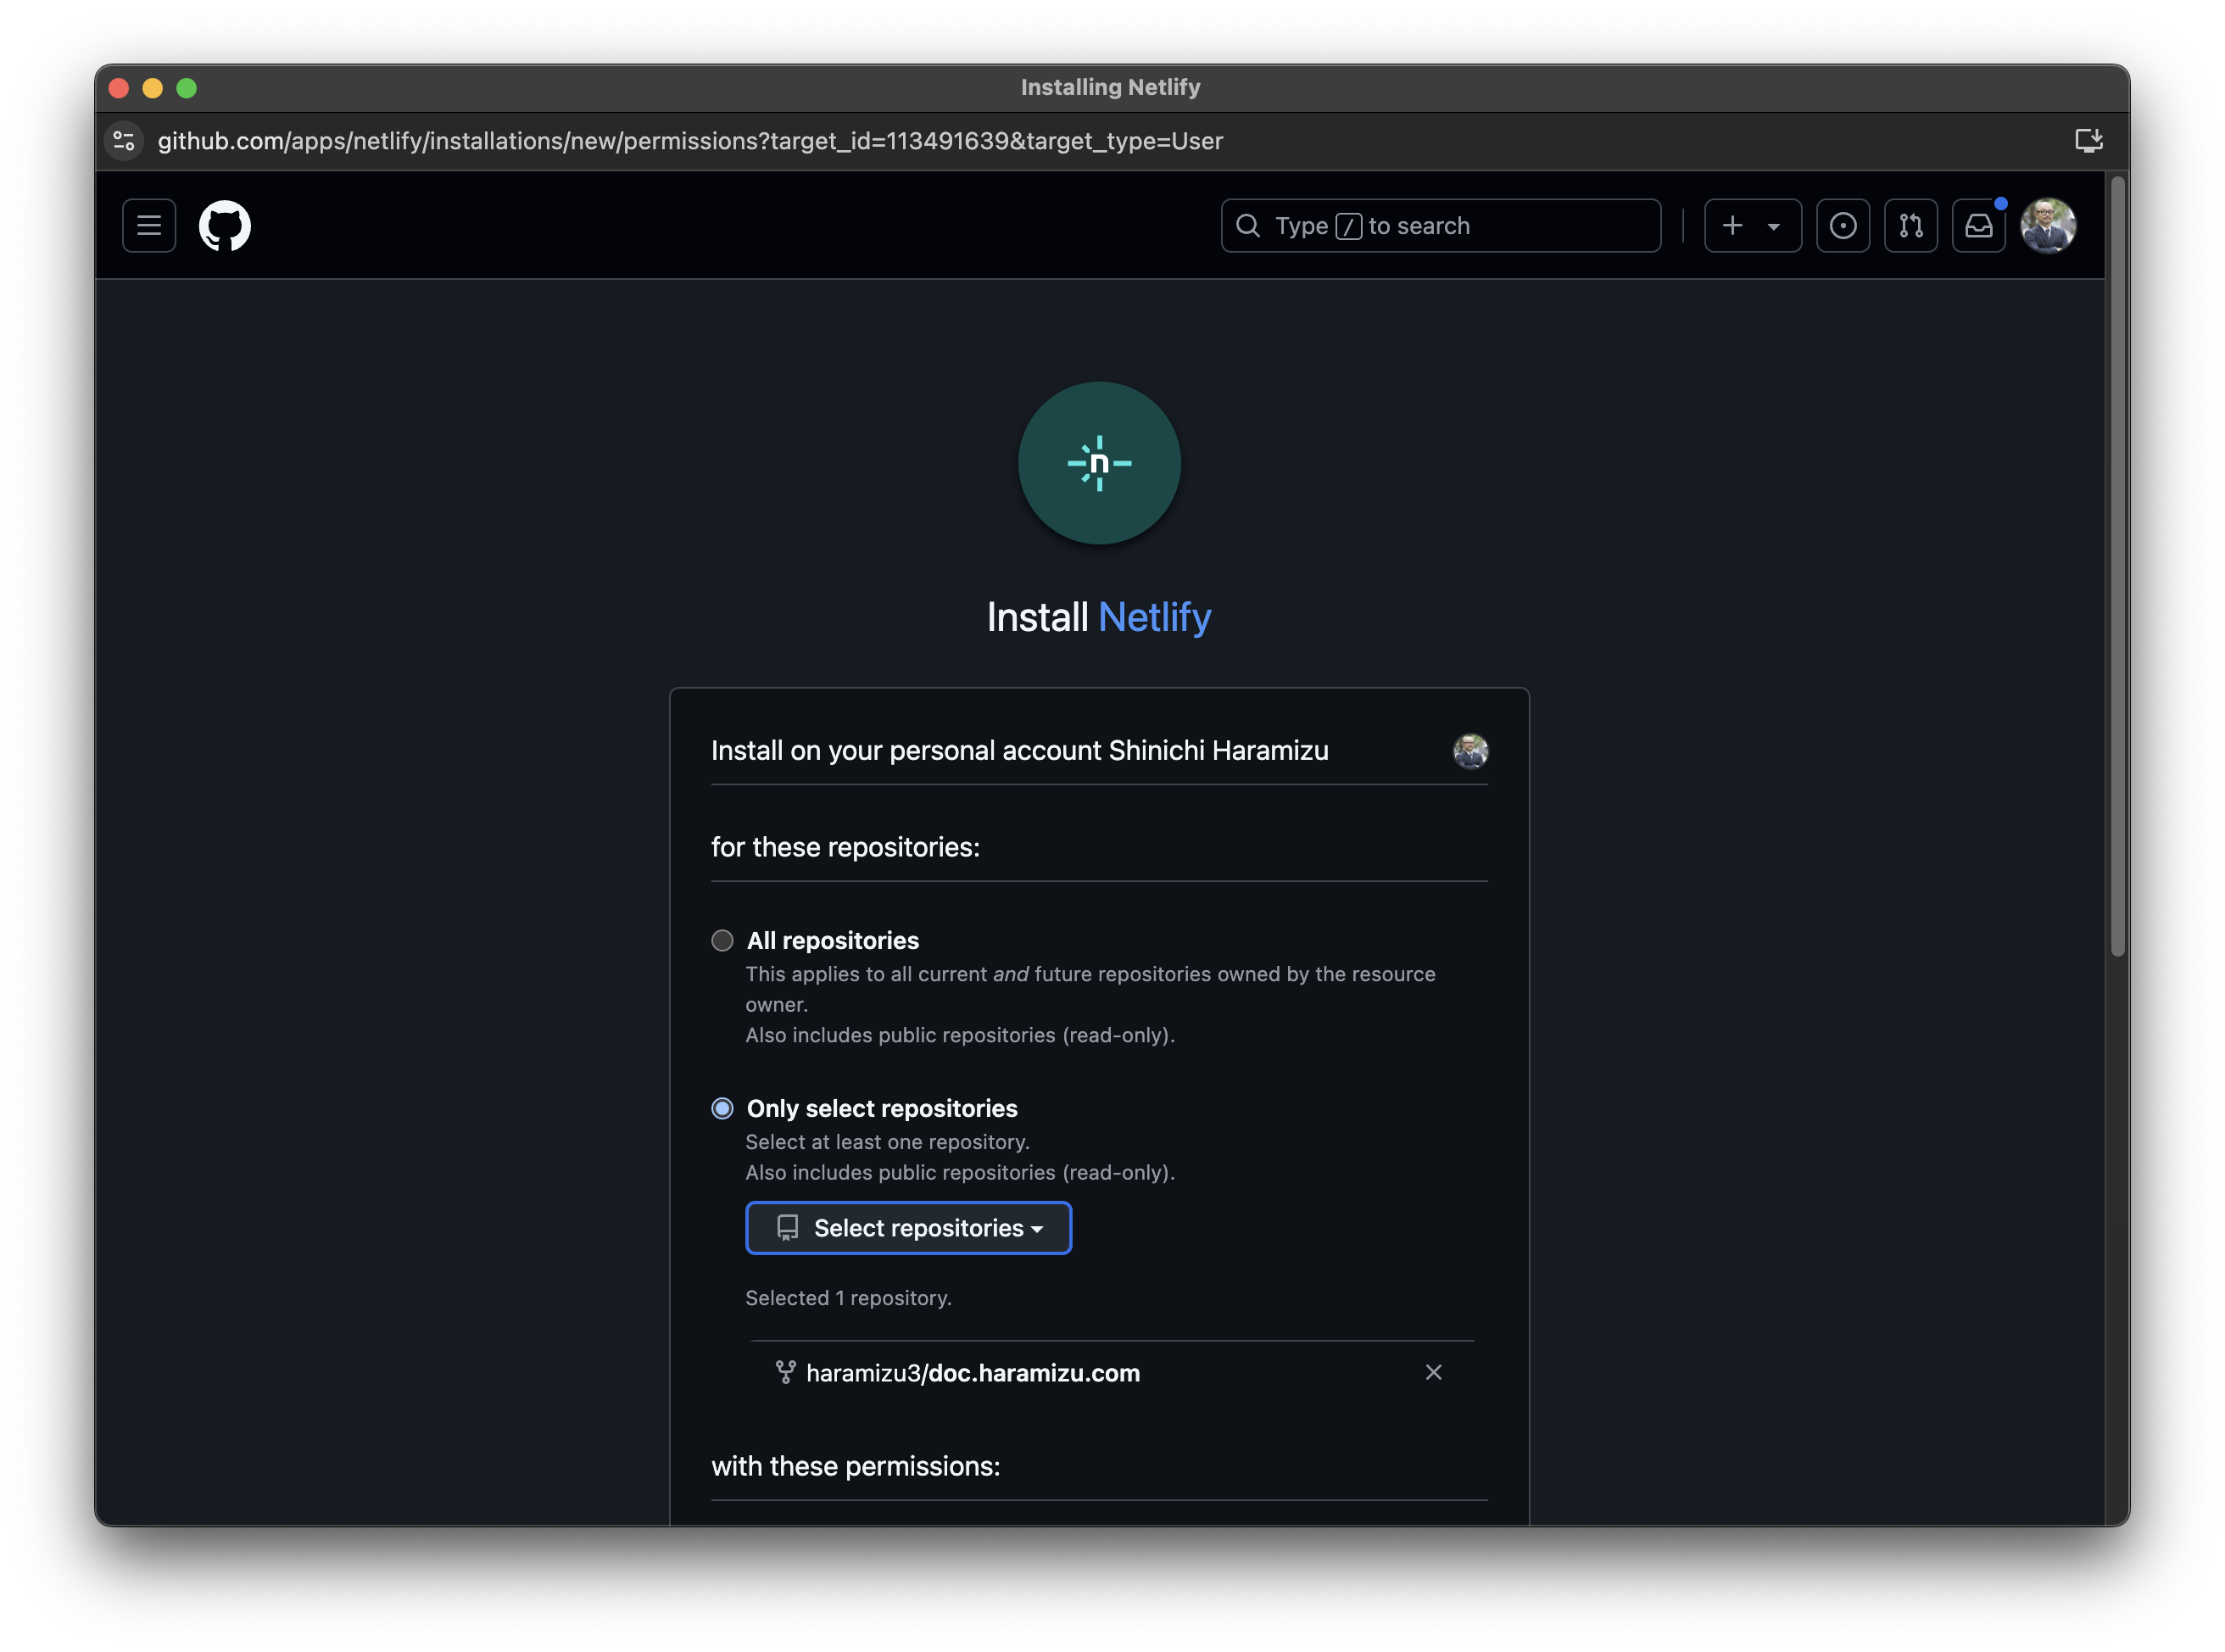 Installing Netlify
github.com/apps/netlify/installations/new/permissions?target_id=113491639&target_type=User
Type / to search
n
Install Netlify
Install on your personal account Shinichi Haramizu
for these repositories:
All repositories
This applies to all current and future repositories owned by the resource
owner.
Also includes public repositories (read-only).
Only select repositories
Select at least one repository.
Also includes public repositories (read-only).
Select repositories
Selected 1 repository.
haramizu3/doc.haramizu.com
with these permissions: